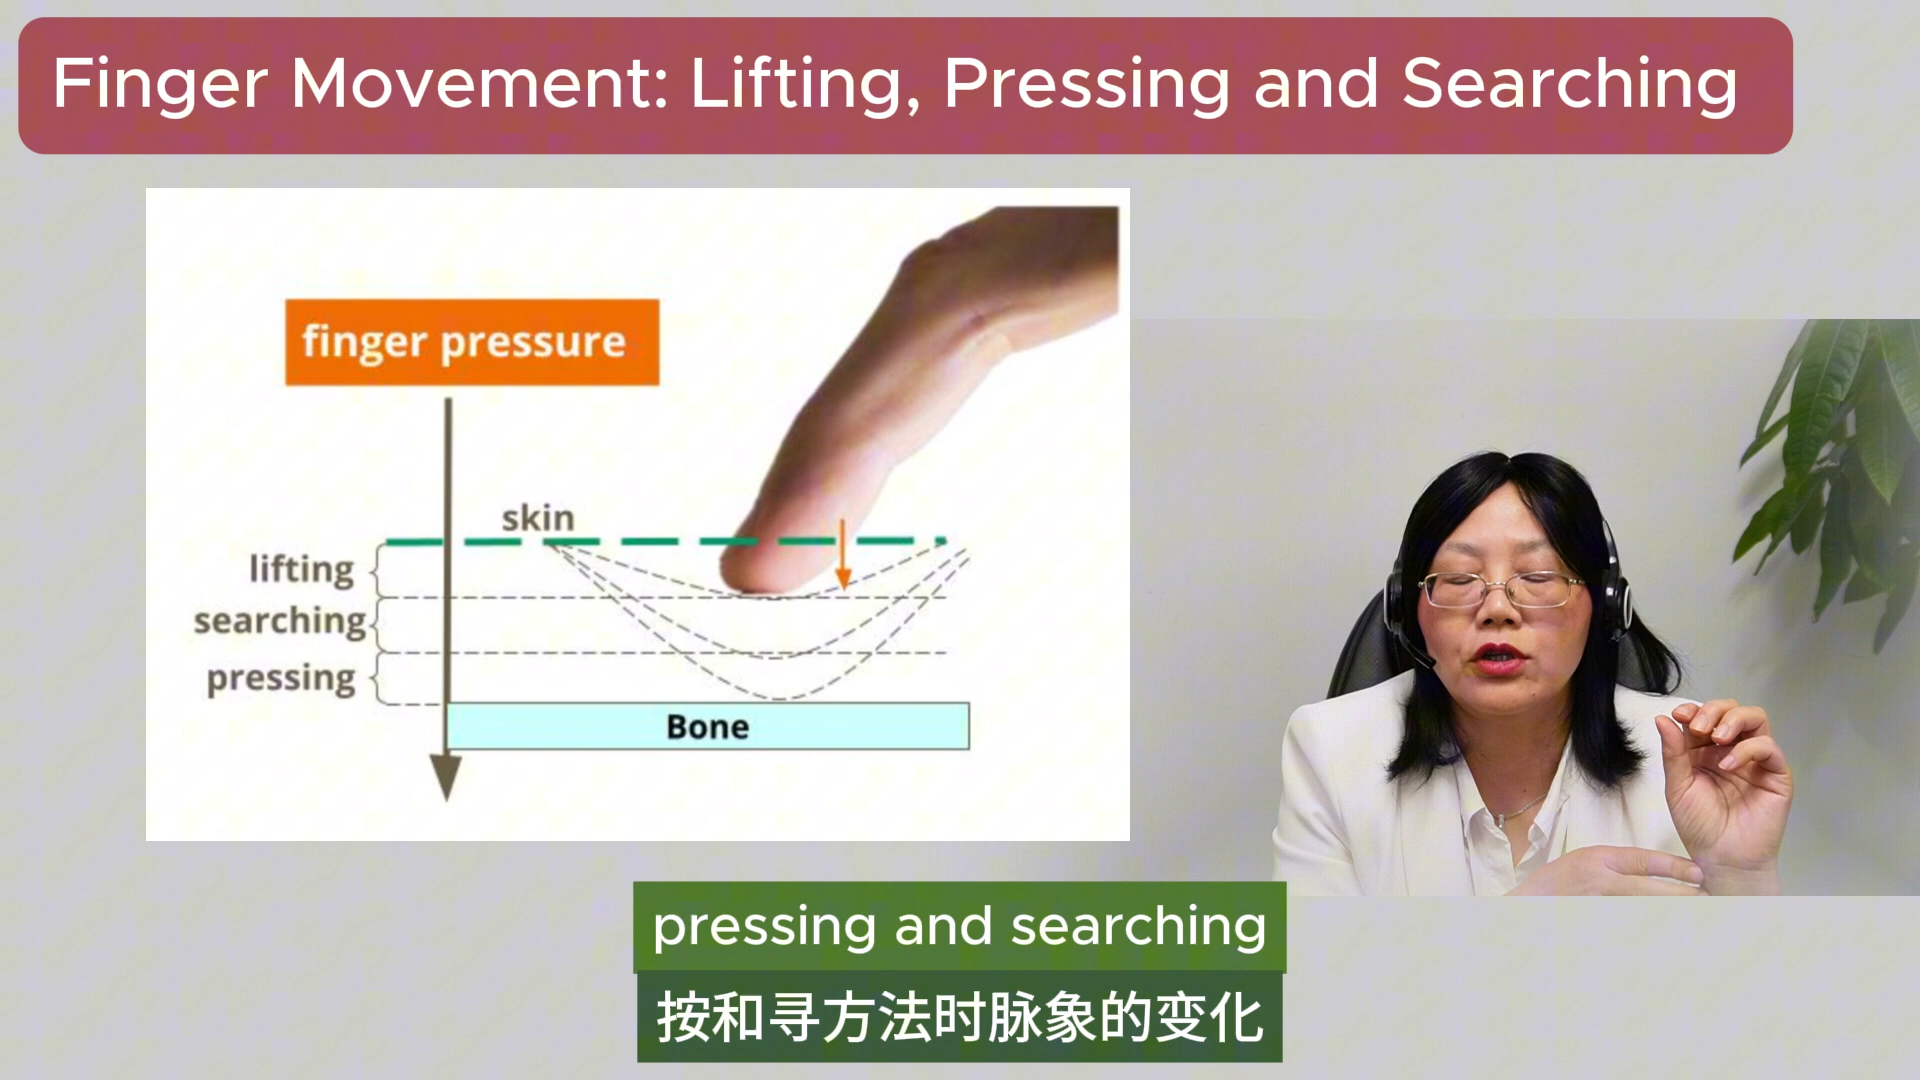 Finger Movement: Lifting, Pressing and Searching
finger pressure
skin
lifting
searching
pressing
Bone
pressing and searching
按和寻方法时脉象的变化